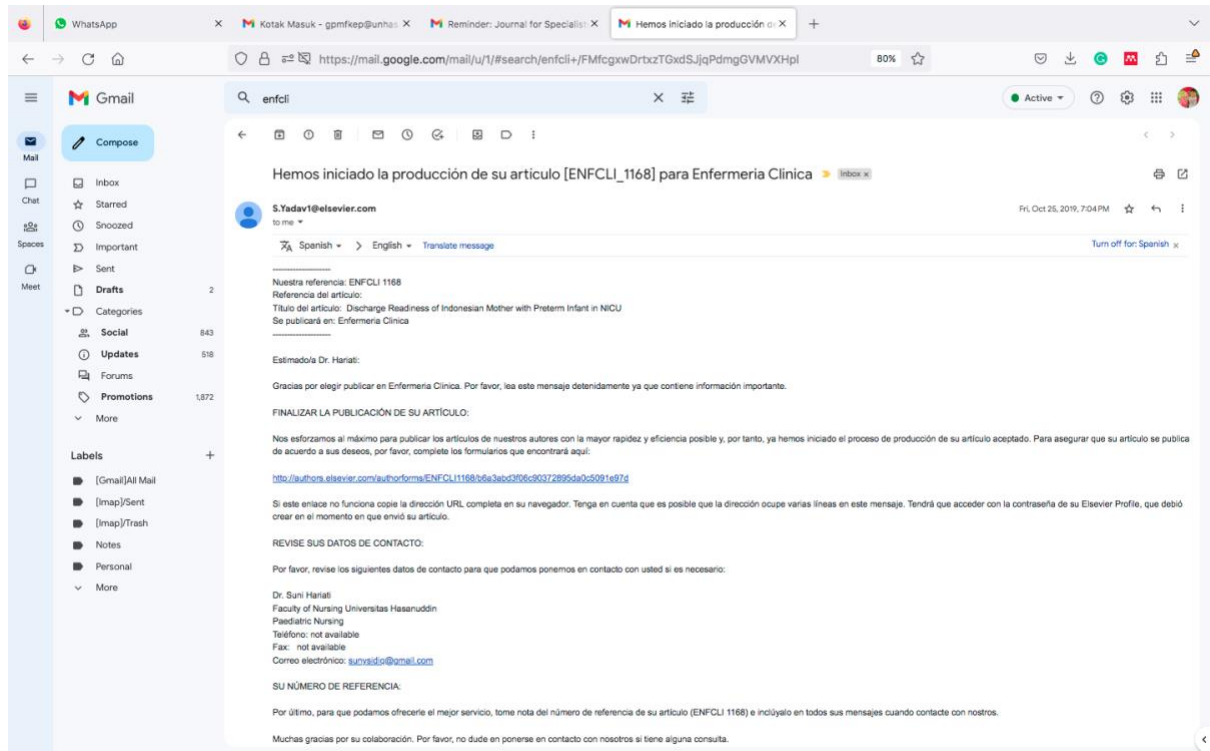 WhatsApp
Kotak Masuk - gpmfkep@unhas
Reminder: Journal for Specialist
Hemos iniciado la producción
https://mail.google.com/mail/u/1/#search/enfcli+/FMfcgxwDrtxzTGxdSJjqPdmgGVMVXHpl
80%
Gmail
enfcli
Active
Mail
Compose
Chat
Spaces
Meet
Inbox
Starred
Snoozed
Important
Sent
Drafts 2
Categories
Social 843
Updates 518
Forums
Promotions 1,872
More
Labels
[Gmail]All Mail
[Imap]/Sent
[Imap]/Trash
Notes
Personal
More
Hemos iniciado la producción de su artículo [ENFCLI_1168] para Enfermeria Clinica Inbox x
S.Yadav1@elsevier.com Fri, Oct 25, 2019, 7:04 PM
to me
Spanish > English Translate message Turn off for: Spanish x
--------------------
Nuestra referencia: ENFCLI 1168
Referencia del artículo:
Título del artículo: Discharge Readiness of Indonesian Mother with Preterm Infant in NICU
Se publicará en: Enfermeria Clinica
--------------------
Estimado/a Dr. Hariati:
Gracias por elegir publicar en Enfermeria Clinica. Por favor, lea este mensaje detenidamente ya que contiene información importante.
FINALIZAR LA PUBLICACIÓN DE SU ARTÍCULO:
Nos esforzamos al máximo para publicar los artículos de nuestros autores con la mayor rapidez y eficiencia posible y, por tanto, ya hemos iniciado el proceso de producción de su artículo aceptado. Para asegurar que su artículo se publica
de acuerdo a sus deseos, por favor, complete los formularios que encontrará aquí:
http://authors.elsevier.com/authorforms/ENFCLI1168/b6a3abd3f06c90372895da0c5091e97d
Si este enlace no funciona copie la dirección URL completa en su navegador. Tenga en cuenta que es posible que la dirección ocupe varias líneas en este mensaje. Tendrá que acceder con la contraseña de su Elsevier Profile, que debió
crear en el momento en que envió su artículo.
REVISE SUS DATOS DE CONTACTO:
Por favor, revise los siguientes datos de contacto para que podamos ponernos en contacto con usted si es necesario:
Dr. Suni Hariati
Faculty of Nursing Universitas Hasanuddin
Paediatric Nursing
Teléfono: not available
Fax: not available
Correo electrónico: sunysidiq@gmail.com
SU NÚMERO DE REFERENCIA:
Por último, para que podamos ofrecerle el mejor servicio, tome nota del número de referencia de su artículo (ENFCLI 1168) e inclúyalo en todos sus mensajes cuando contacte con nostros.
Muchas gracias por su colaboración. Por favor, no dude en ponerse en contacto con nosotros si tiene alguna consulta.